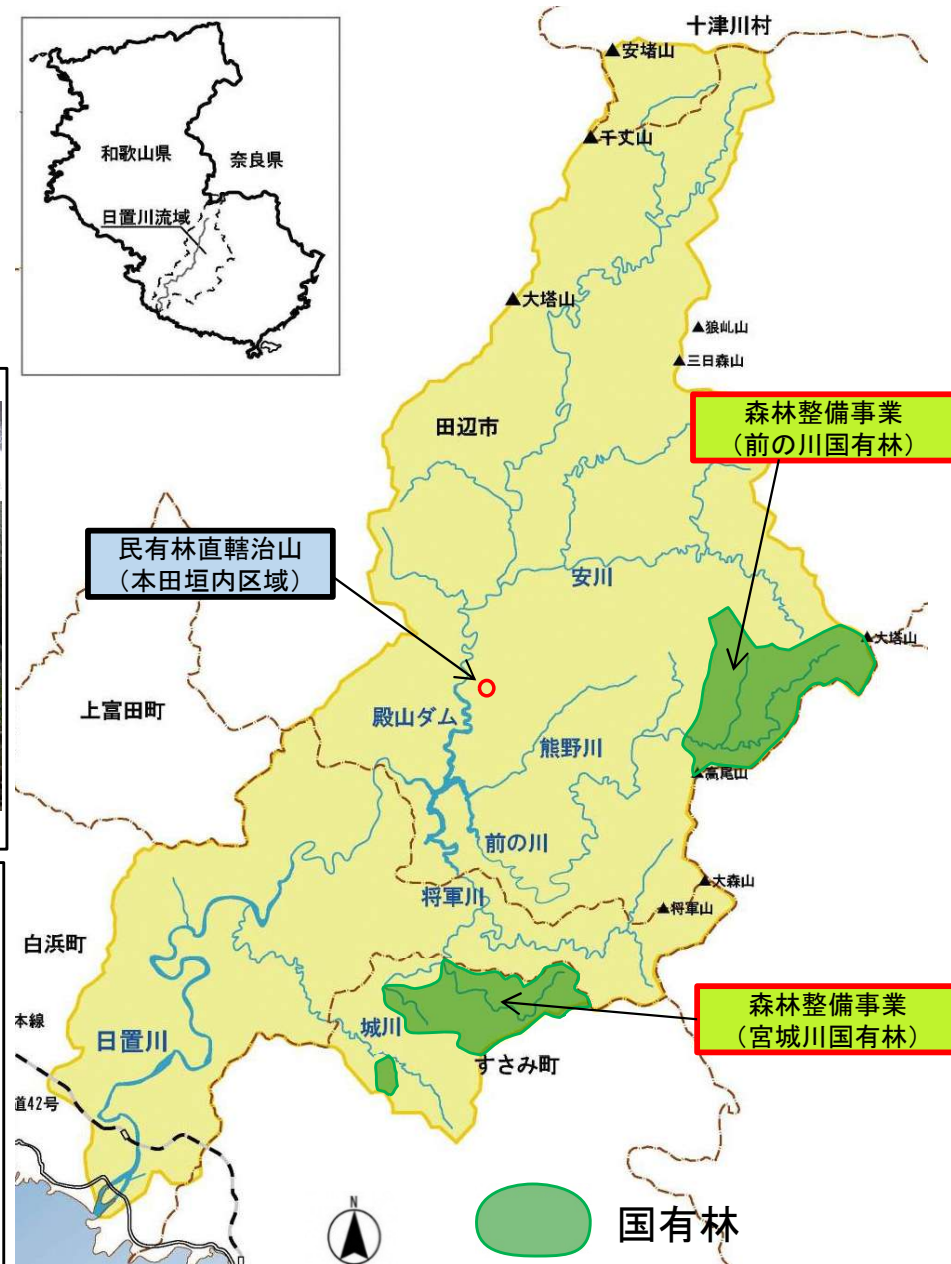 十津川村
安堵山
千丈山
和歌山県
奈良県
日置川流域
大塔山
狼乢山
三日森山
田辺市
森林整備事業
（前の川国有林）
民有林直轄治山
（本田垣内区域）
安川
大塔山
上富田町
殿山ダム
熊野川
高尾山
前の川
大森山
将軍川
将軍山
白浜町
本線
城川
森林整備事業
（宮城川国有林）
日置川
すさみ町
道42号
N
国有林